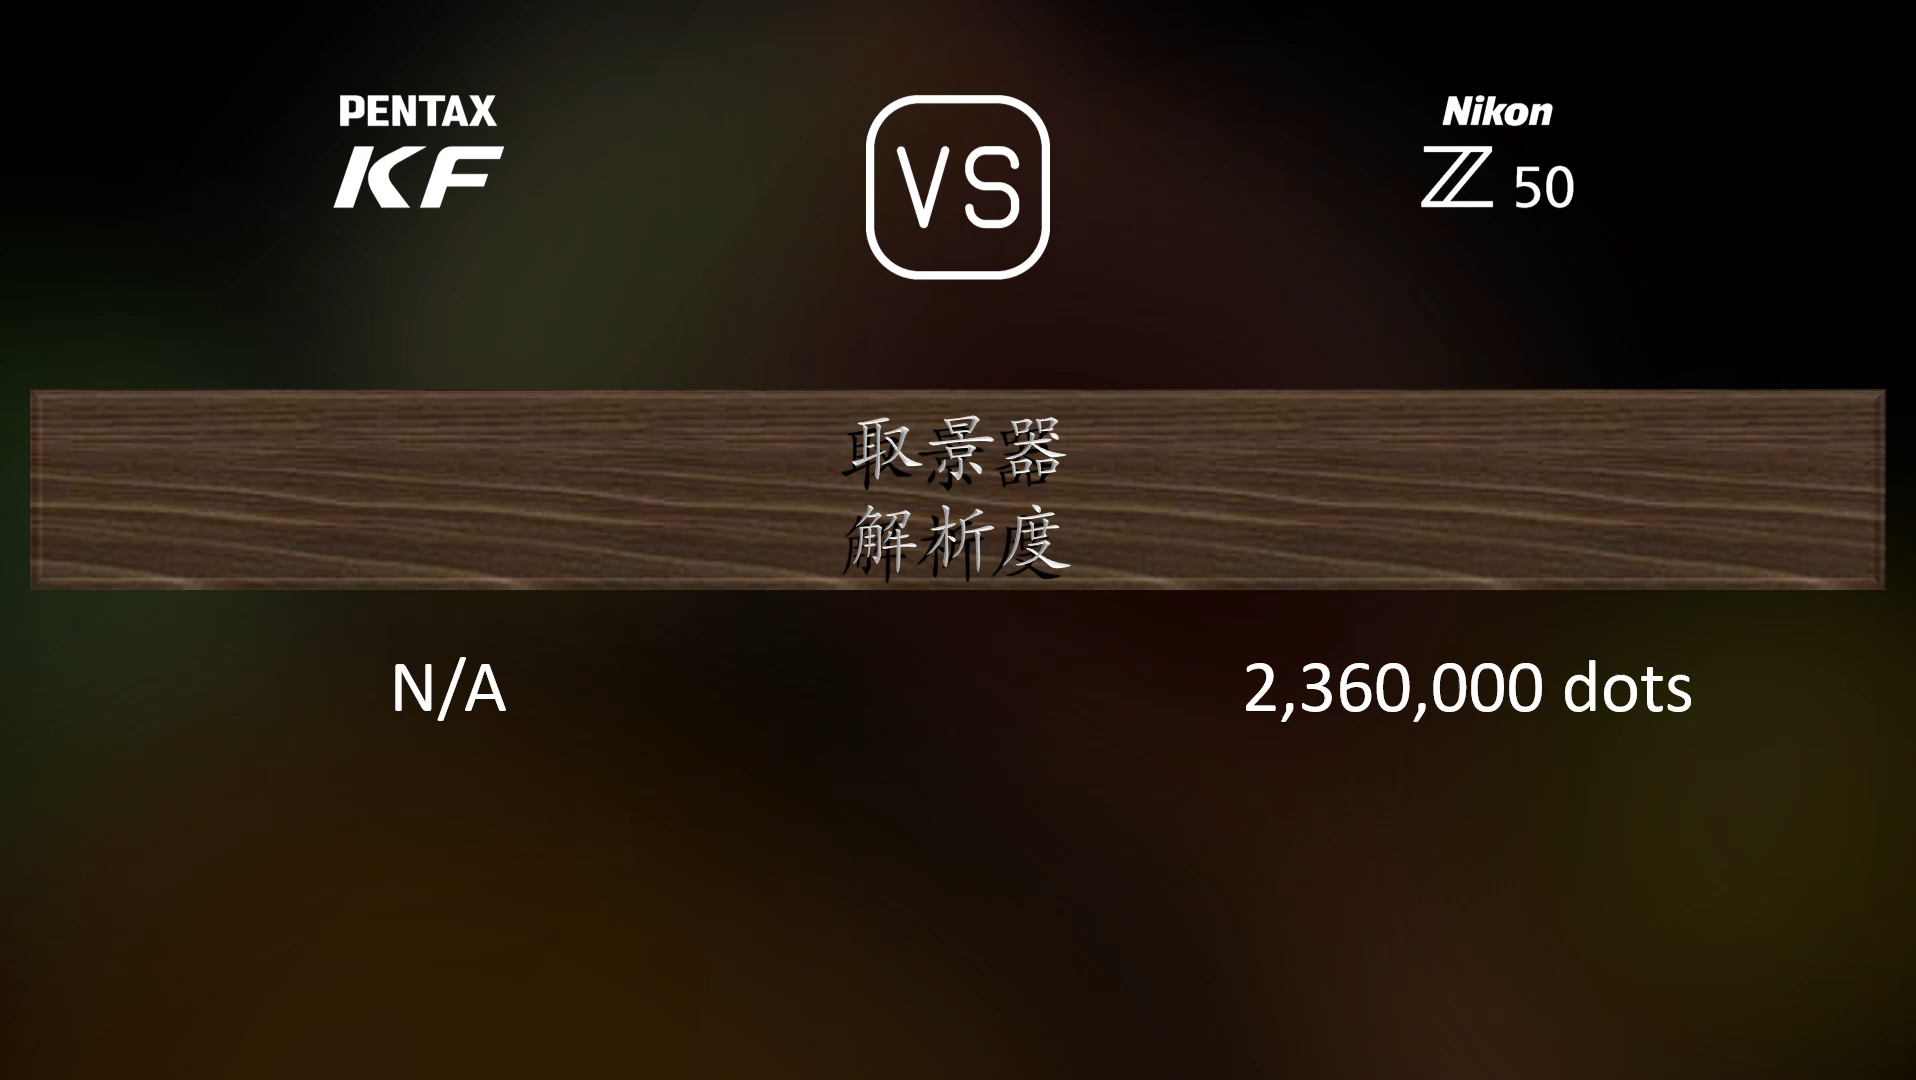 PENTAX
KF
VS
Nikon
Z 50
取景器
解析度
N/A
2,360,000 dots